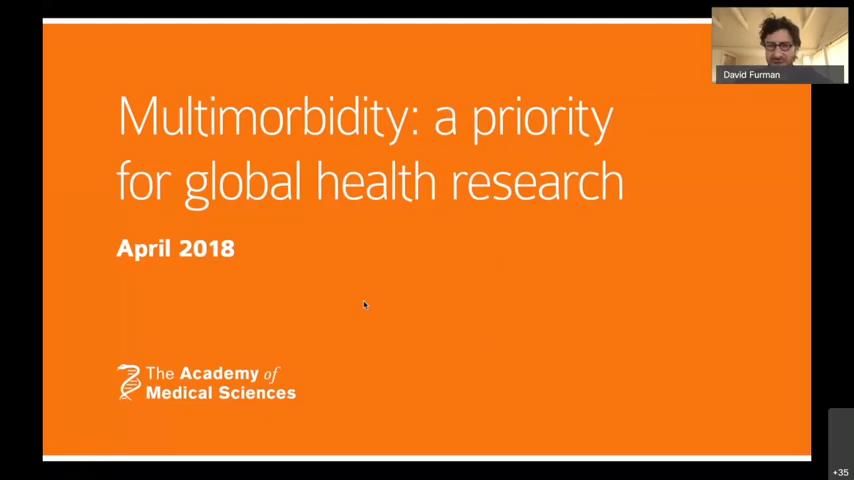 David Furman
Multimorbidity: a priority
for global health research
April 2018
The Academy of
Medical Sciences
+35